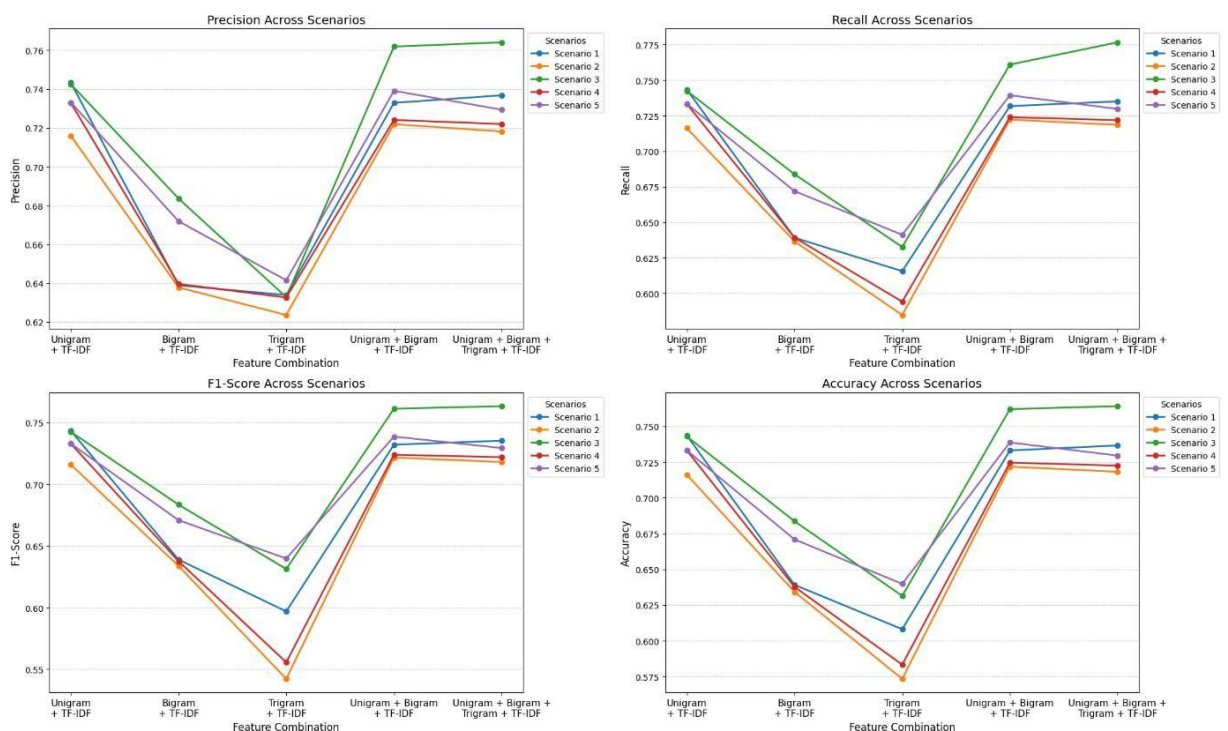 Precision Across Scenarios
Precision
0.76
0.74
0.72
0.70
0.68
0.66
0.64
0.62
Unigram
+ TF-IDF
Bigram
+ TF-IDF
Trigram
+ TF-IDF
Unigram + Bigram
+ TF-IDF
Unigram + Bigram +
Trigram + TF-IDF
Feature Combination
Scenarios
Scenario 1
Scenario 2
Scenario 3
Scenario 4
Scenario 5
Recall Across Scenarios
Recall
0.775
0.750
0.725
0.700
0.675
0.650
0.625
0.600
Unigram
+ TF-IDF
Bigram
+ TF-IDF
Trigram
+ TF-IDF
Unigram + Bigram
+ TF-IDF
Unigram + Bigram +
Trigram + TF-IDF
Feature Combination
Scenarios
Scenario 1
Scenario 2
Scenario 3
Scenario 4
Scenario 5
F1-Score Across Scenarios
F1-Score
0.75
0.70
0.65
0.60
0.55
Unigram
+ TF-IDF
Bigram
+ TF-IDF
Trigram
+ TF-IDF
Unigram + Bigram
+ TF-IDF
Unigram + Bigram +
Trigram + TF-IDF
Feature Combination
Scenarios
Scenario 1
Scenario 2
Scenario 3
Scenario 4
Scenario 5
Accuracy Across Scenarios
Accuracy
0.750
0.725
0.700
0.675
0.650
0.625
0.600
0.575
Unigram
+ TF-IDF
Bigram
+ TF-IDF
Trigram
+ TF-IDF
Unigram + Bigram
+ TF-IDF
Unigram + Bigram +
Trigram + TF-IDF
Feature Combination
Scenarios
Scenario 1
Scenario 2
Scenario 3
Scenario 4
Scenario 5